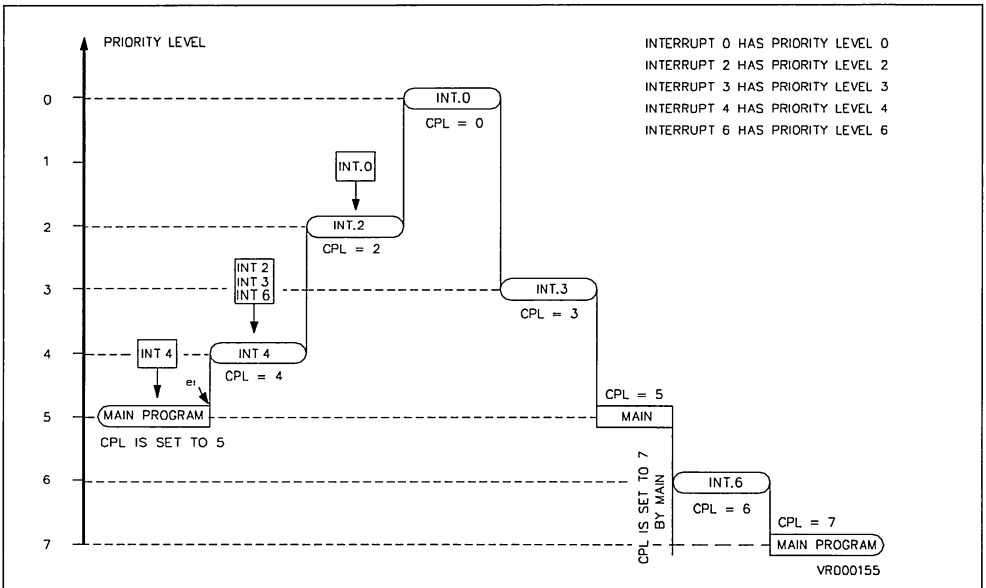 PRIORITY LEVEL
INTERRUPT 0 HAS PRIORITY LEVEL 0
INTERRUPT 2 HAS PRIORITY LEVEL 2
INTERRUPT 3 HAS PRIORITY LEVEL 3
INTERRUPT 4 HAS PRIORITY LEVEL 4
INTERRUPT 6 HAS PRIORITY LEVEL 6
0
INT.0
CPL = 0
1
INT.0
2
INT.2
CPL = 2
INT 2
INT 3
INT 6
3
INT.3
CPL = 3
4
INT 4
INT 4
CPL = 4
ei
CPL = 5
5
MAIN PROGRAM
MAIN
CPL IS SET TO 5
CPL IS SET TO 7
BY MAIN
6
INT.6
CPL = 6
CPL = 7
7
MAIN PROGRAM
VR000155